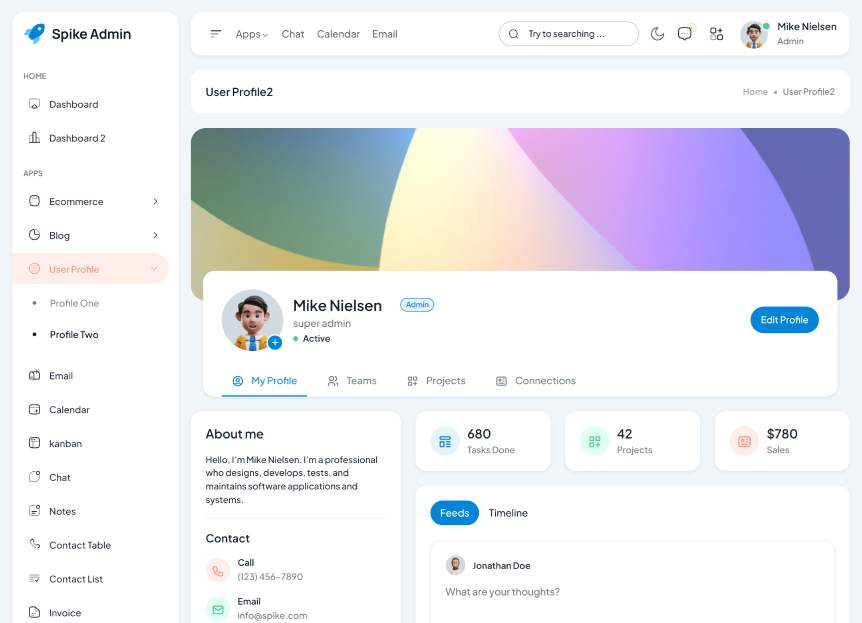 Spike Admin
HOME
Dashboard
Dashboard 2
APPS
Ecommerce
Blog
User Profile
Profile One
Profile Two
Email
Calendar
kanban
Chat
Notes
Contact Table
Contact List
Invoice
Apps Chat Calendar Email
Try to searching ...
Mike Nielsen
Admin
User Profile2
Home • User Profile2
Mike Nielsen Admin
super admin
Active
Edit Profile
My Profile Teams Projects Connections
About me
Hello, I'm Mike Nielsen. I'm a professional
who designs, develops, tests, and
maintains software applications and
systems.
Contact
Call
(123) 456-7890
Email
info@spike.com
680
Tasks Done
42
Projects
$780
Sales
Feeds Timeline
Jonathan Doe
What are your thoughts?